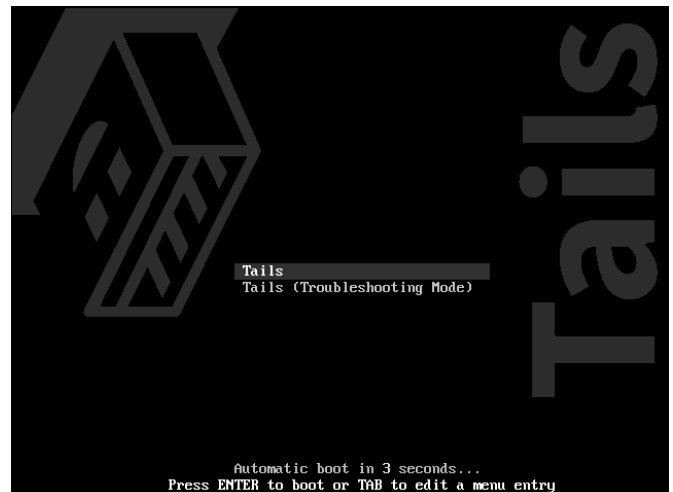 Tails
Tails
Tails (Troubleshooting Mode)
Automatic boot in 3 seconds...
Press ENTER to boot or TAB to edit a menu entry